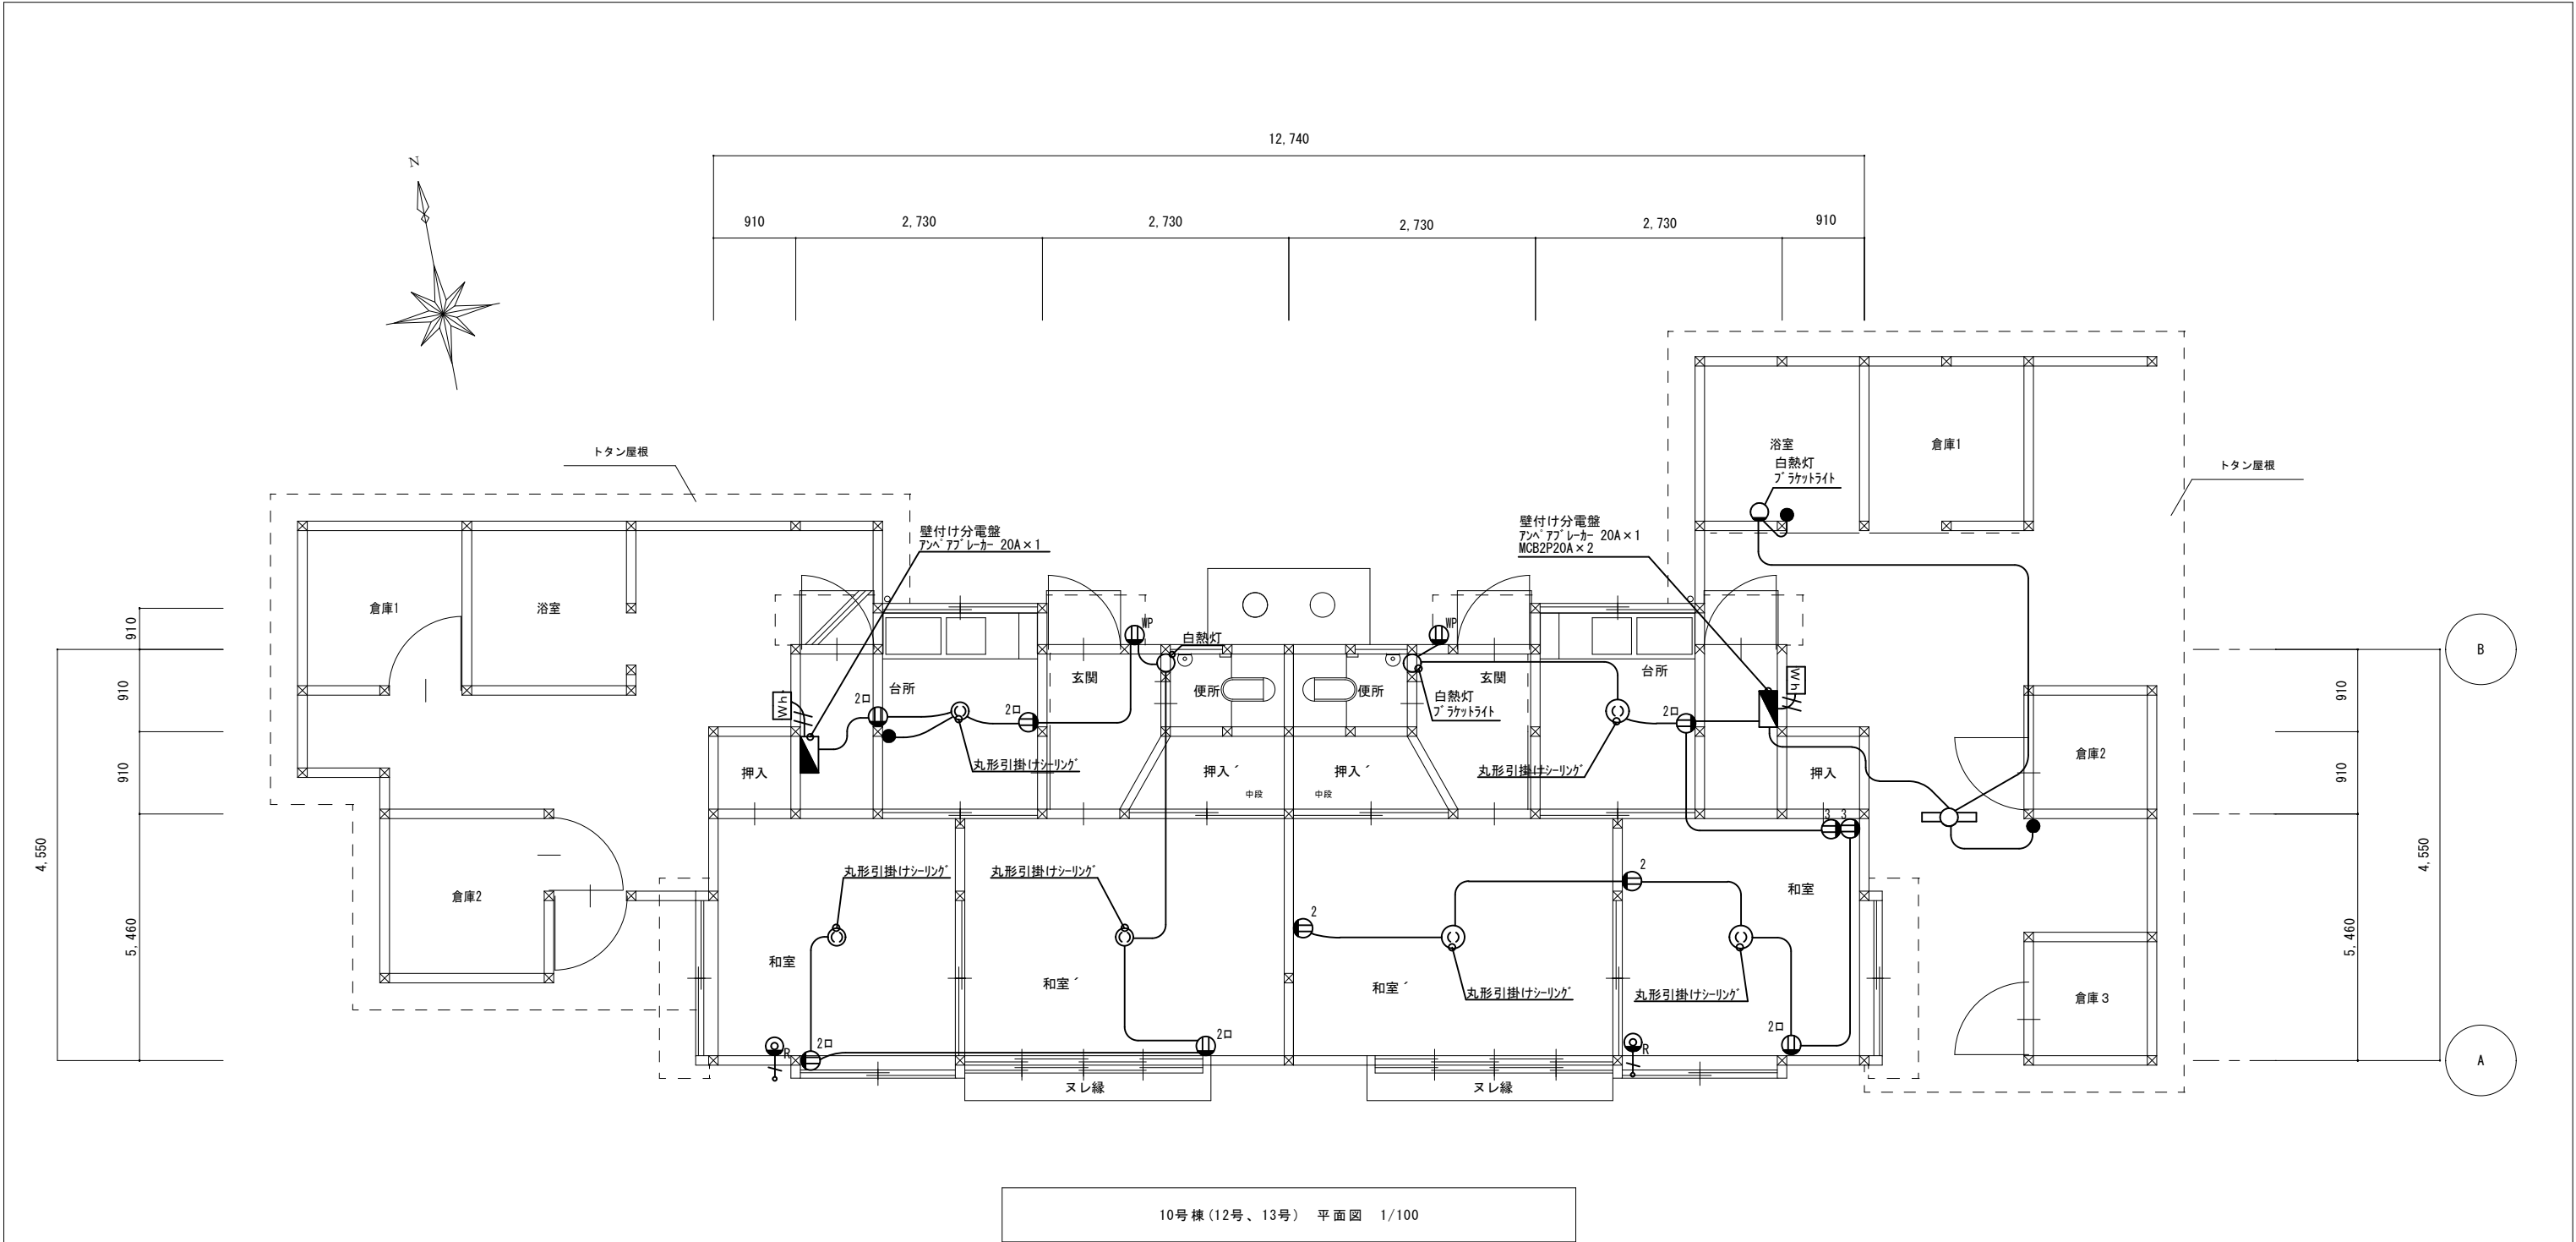 N
12,740
910
2,730
2,730
2,730
2,730
910
トタン屋根
トタン屋根
浴室
白熱灯
ブラケットライト
倉庫1
壁付け分電盤
アンペアブレーカー 20A×1
壁付け分電盤
アンペアブレーカー 20A×1
MCB2P20A×2
倉庫1
浴室
WP
白熱灯
WP
台所
玄関
便所
便所
玄関
台所
白熱灯
ブラケットライト
Wh
Wh
2ロ
2ロ
2ロ
倉庫2
押入
丸形引掛けシーリング
押入´
押入´
丸形引掛けシーリング
押入
中段
中段
3
3
丸形引掛けシーリング
丸形引掛けシーリング
2
和室
倉庫2
2
和室
和室´
和室´
丸形引掛けシーリング
丸形引掛けシーリング
倉庫3
2ロ
2ロ
2ロ
R
R
ヌレ縁
ヌレ縁
910
910
910
5,460
4,550
910
910
5,460
4,550
B
A
10号棟(12号、13号) 平面図 1/100